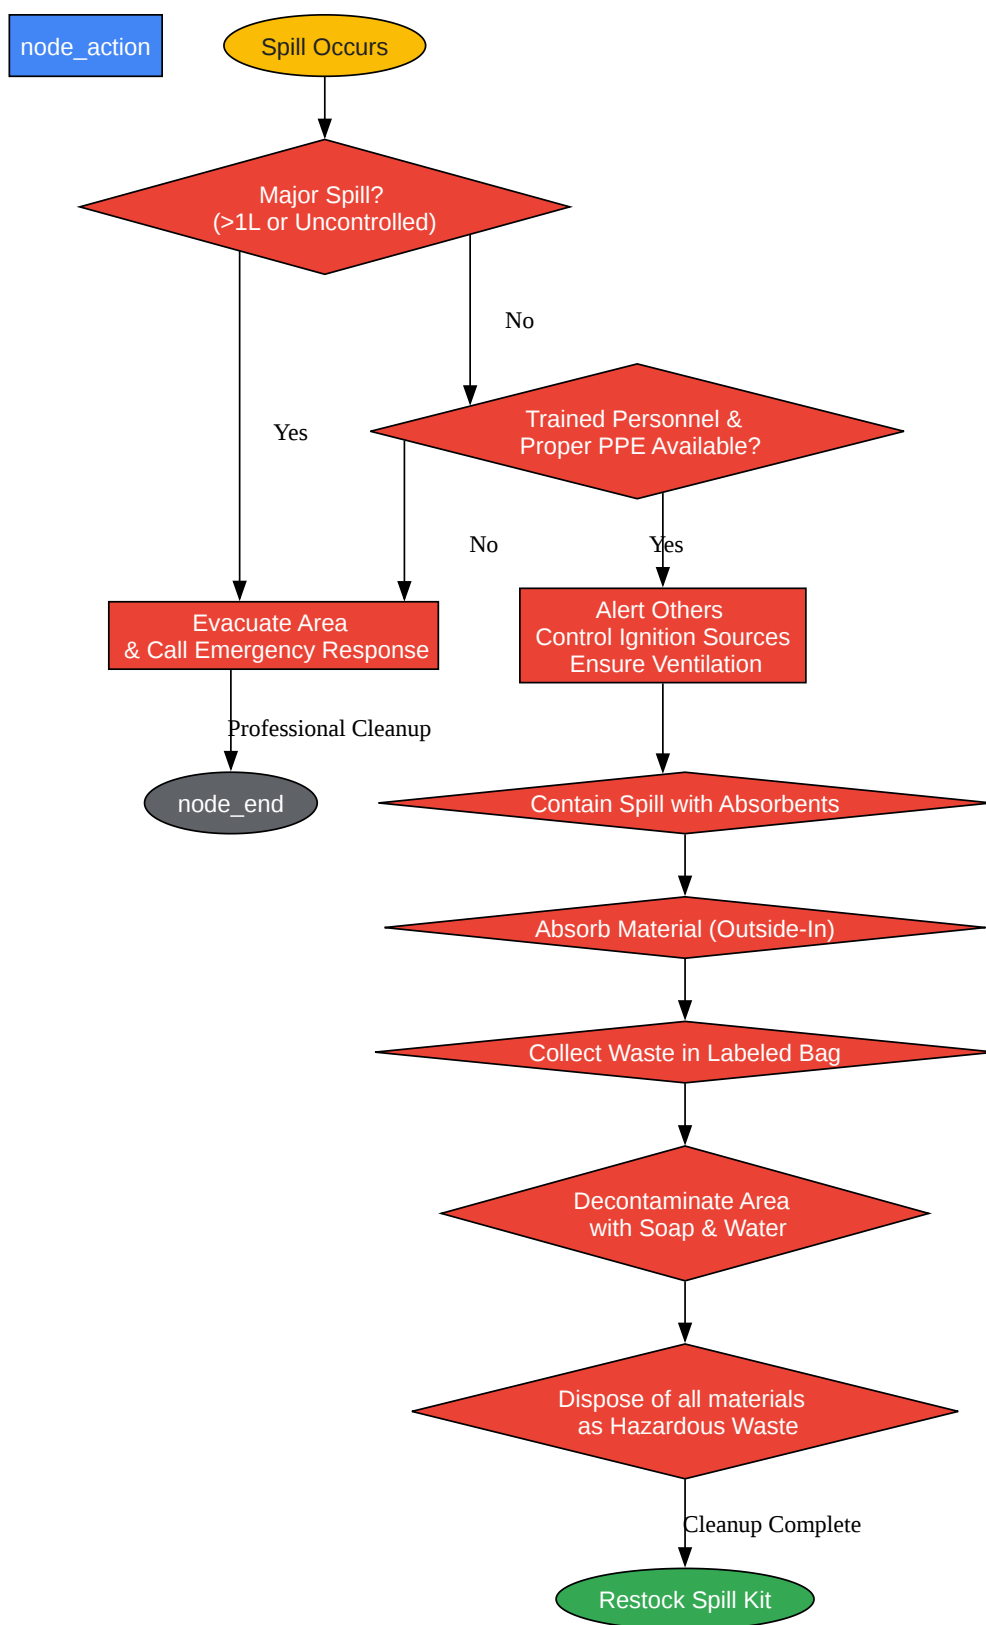 node_action
Spill Occurs
Major Spill?
(>1L or Uncontrolled)
No
Trained Personnel &
Proper PPE Available?
Yes
No
Yes
Evacuate Area
& Call Emergency Response
Alert Others
Control Ignition Sources
Ensure Ventilation
Professional Cleanup
node_end
Contain Spill with Absorbents
Absorb Material (Outside-In)
Collect Waste in Labeled Bag
Decontaminate Area
with Soap & Water
Dispose of all materials
as Hazardous Waste
Cleanup Complete
Restock Spill Kit